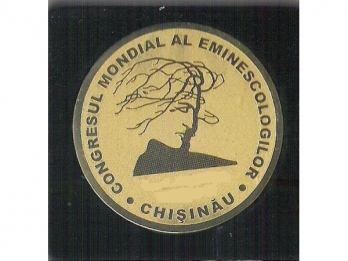 CONGRESUL MONDIAL AL EMINESCOLOGILOR
• CHIȘINĂU •